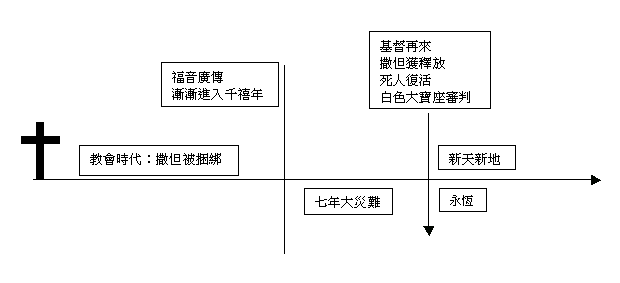 基督再來
撒但獲釋放
死人復活
白色大寶座審判
福音廣傳
漸漸進入千禧年
教會時代：撒但被捆綁
新天新地
七年大災難
永恆